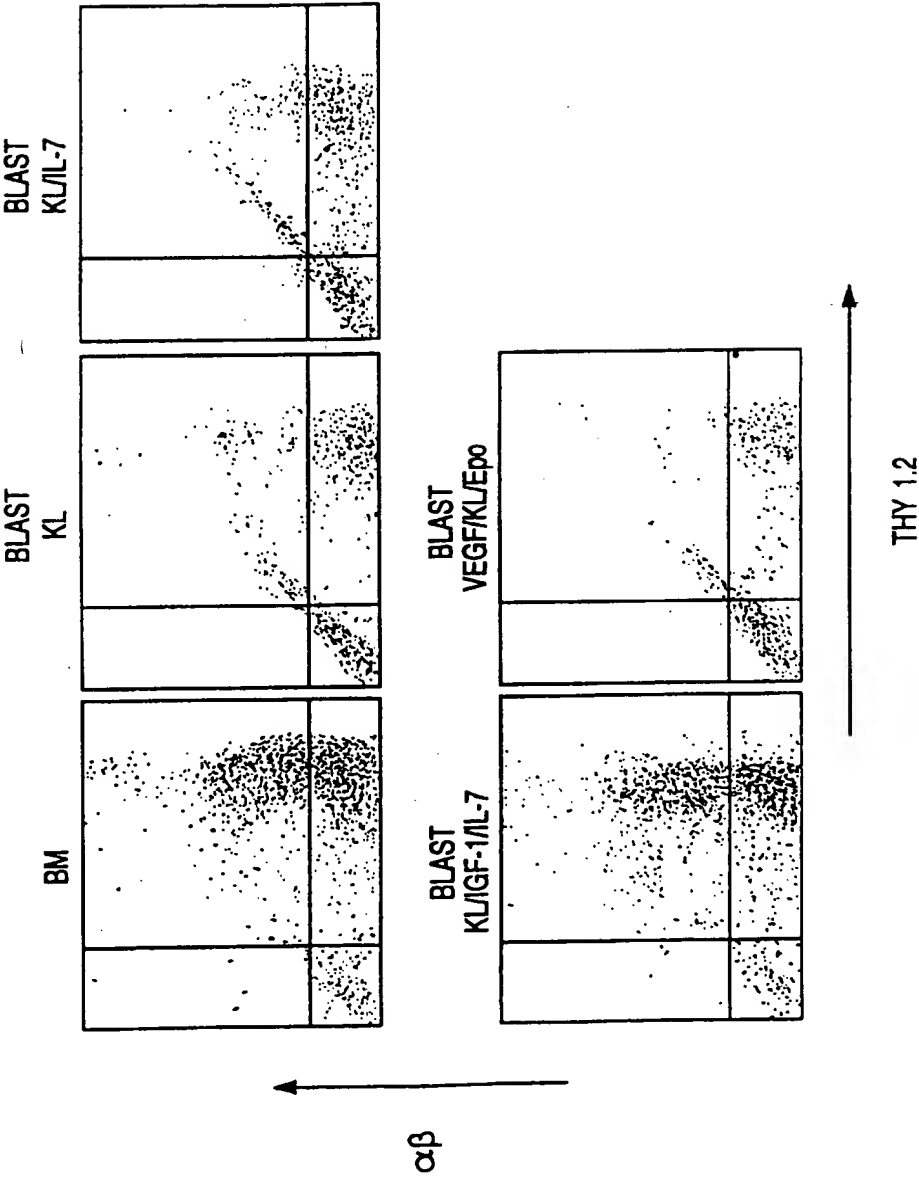 BM
BLAST
KL
BLAST
KL/IL-7
BLAST
KL/IGF-1/IL-7
BLAST
VEGF/KL/Epo
αβ
THY 1.2